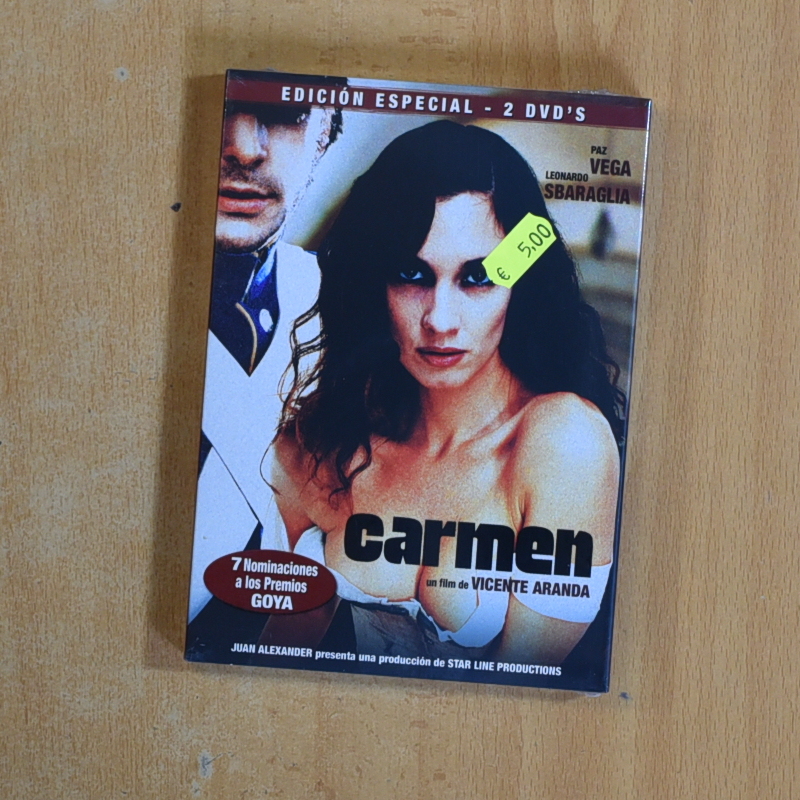 EDICIÓN ESPECIAL - 2 DVD'S
PAZ
VEGA
LEONARDO
SBARAGLIA
€ 5,00
carmen
un film de VICENTE ARANDA
7 Nominaciones
a los Premios
GOYA
JUAN ALEXANDER presenta una producción de STAR LINE PRODUCTIONS